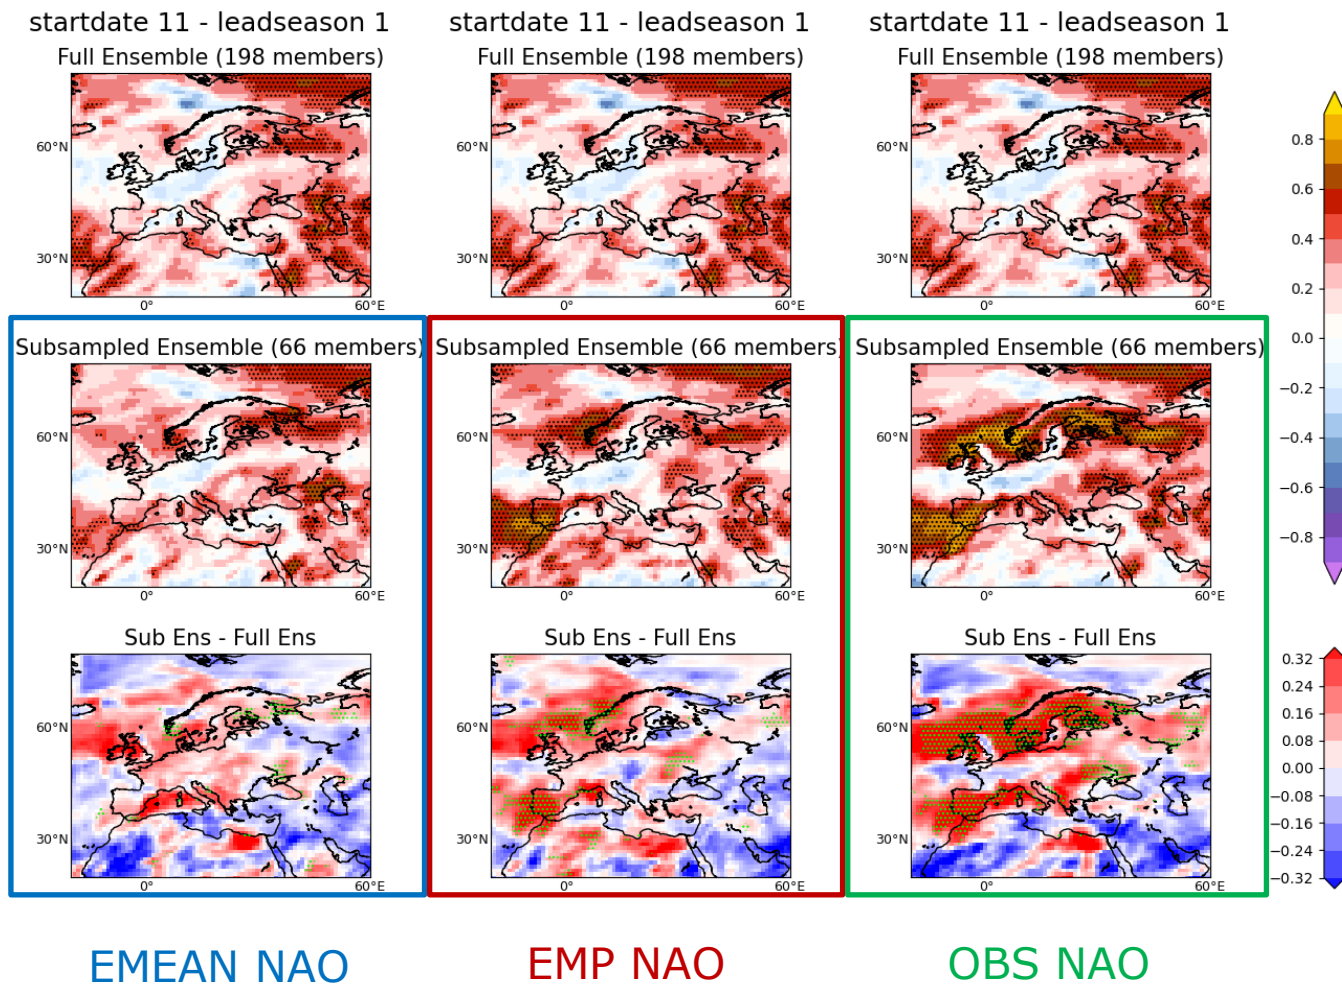 startdate 11 - leadseason 1
Full Ensemble (198 members)
60°N
30°N
0°
60°E
startdate 11 - leadseason 1
Full Ensemble (198 members)
60°N
30°N
0°
60°E
startdate 11 - leadseason 1
Full Ensemble (198 members)
60°N
30°N
0°
60°E
Subsampled Ensemble (66 members)
60°N
30°N
0°
60°E
Subsampled Ensemble (66 members)
60°N
30°N
0°
60°E
Subsampled Ensemble (66 members)
60°N
30°N
0°
60°E
0.8
0.6
0.4
0.2
0.0
−0.2
−0.4
−0.6
−0.8
Sub Ens - Full Ens
60°N
30°N
0°
60°E
Sub Ens - Full Ens
60°N
30°N
0°
60°E
Sub Ens - Full Ens
60°N
30°N
0°
60°E
0.32
0.24
0.16
0.08
0.00
−0.08
−0.16
−0.24
−0.32
EMEAN NAO
EMP NAO
OBS NAO